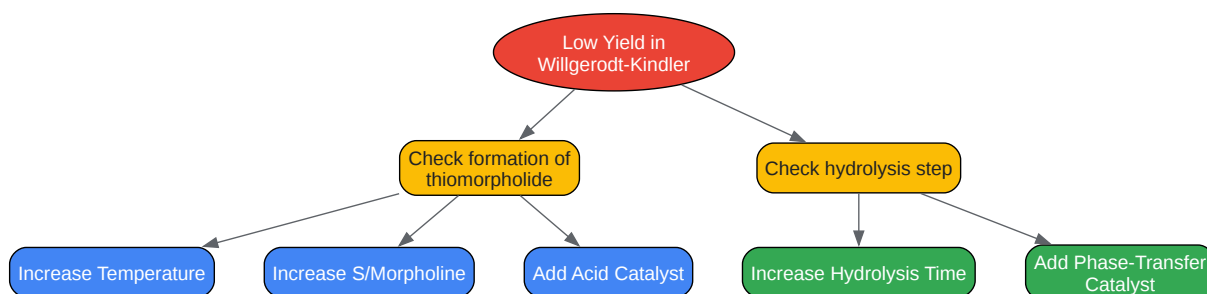 Low Yield in
Willgerodt-Kindler
Check formation of
thiomorpholide
Check hydrolysis step
Increase Temperature
Increase S/Morpholine
Add Acid Catalyst
Increase Hydrolysis Time
Add Phase-Transfer
Catalyst